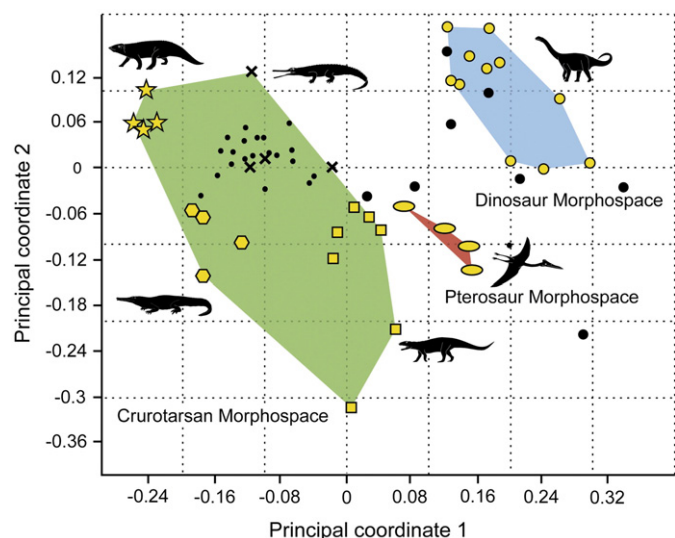 Principal coordinate 2
0.12
0.06
0
-0.06
-0.12
-0.18
-0.24
-0.3
-0.36
Dinosaur Morphospace
Pterosaur Morphospace
Crurotarsan Morphospace
-0.24 -0.16 -0.08 0 0.08 0.16 0.24 0.32
Principal coordinate 1